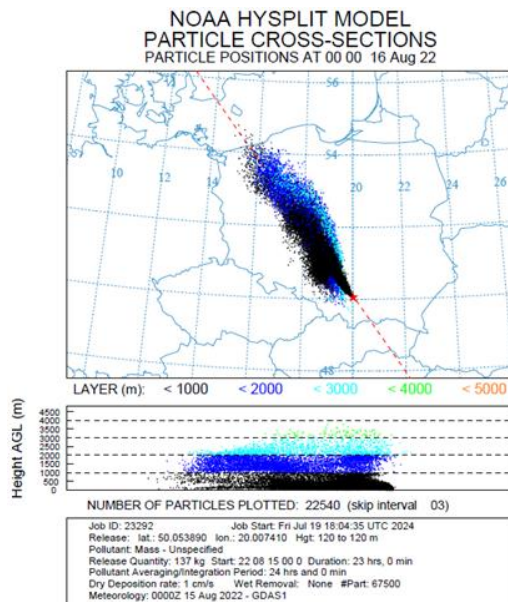 NOAA HYSPLIT MODEL
PARTICLE CROSS-SECTIONS
PARTICLE POSITIONS AT 00 00 16 Aug 22
56
54
10 12 14 16 18 20 22 24 26
48
LAYER (m): < 1000 < 2000 < 3000 < 4000 < 5000
Height AGL (m)
4500
4000
3500
3000
2500
2000
1500
1000
500
0
NUMBER OF PARTICLES PLOTTED: 22540 (skip interval 03)
Job ID: 23292 Job Start: Fri Jul 19 18:04:35 UTC 2024
Release: lat.: 50.053890 lon.: 20.007410 Hgt: 120 to 120 m
Pollutant: Mass - Unspecified
Release Quantity: 137 kg Start: 22 08 15 00 0 Duration: 23 hrs, 0 min
Pollutant Averaging/Integration Period: 24 hrs and 0 min
Dry Deposition rate: 1 cm/s Wet Removal: None #Part: 67500
Meteorology: 0000Z 15 Aug 2022 - GDAS1